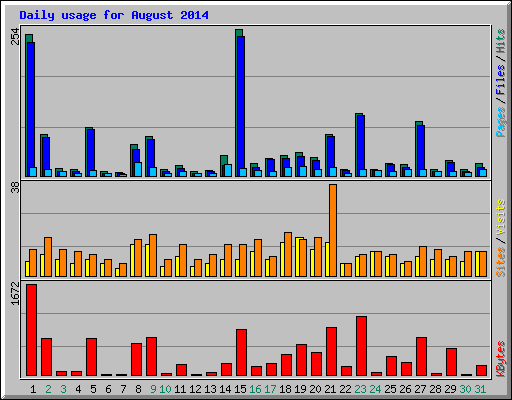 Daily usage for August 2014
254
Pages / Files / Hits
38
Sites / Visits
1672
KBytes
1 2 3 4 5 6 7 8 9 10 11 12 13 14 15 16 17 18 19 20 21 22 23 24 25 26 27 28 29 30 31